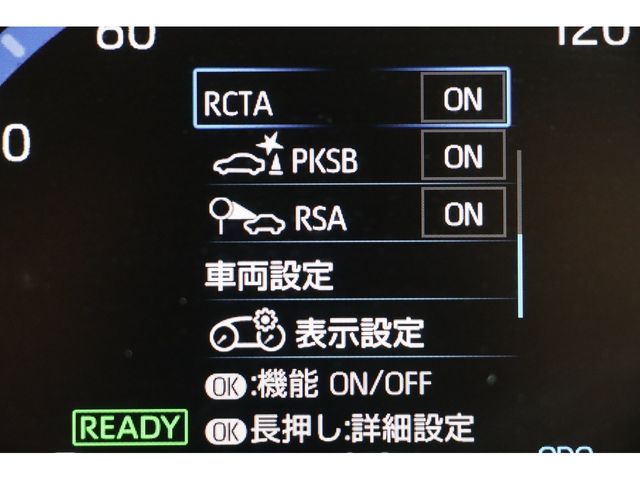 60
120
0
RCTA ON
PKSB ON
RSA ON
車両設定
表示設定
OK:機能 ON/OFF
READY
OK長押し:詳細設定